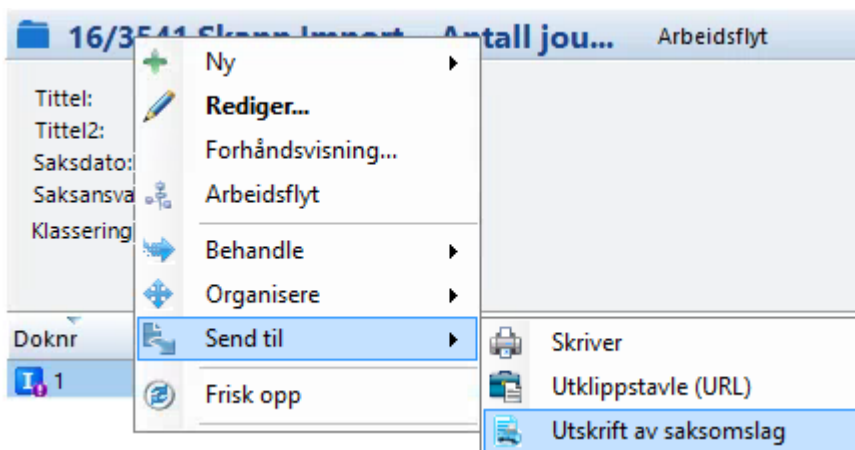 16/3541 Skann Import... Antall jou... Arbeidsflyt
Tittel:
Tittel2:
Saksdato:
Saksansva
Klassering
Doknr
1
Ny
Rediger...
Forhåndsvisning...
Arbeidsflyt
Behandle
Organisere
Send til
Frisk opp
Skriver
Utklippstavle (URL)
Utskrift av saksomslag